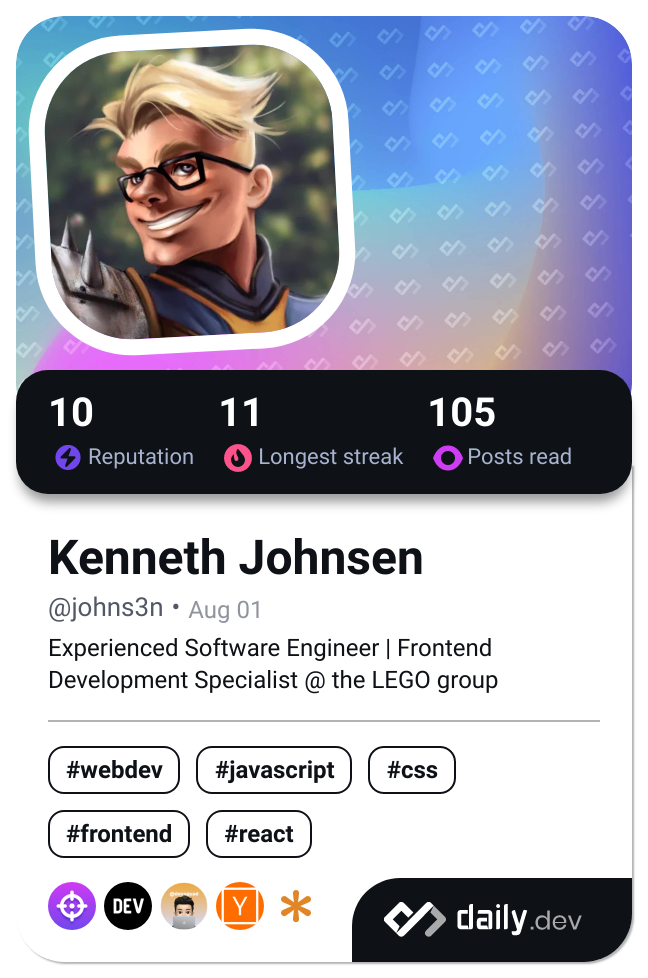 10 11 105
Reputation Longest streak Posts read
Kenneth Johnsen
@johns3n • Aug 01
Experienced Software Engineer | Frontend
Development Specialist @ the LEGO group
#webdev #javascript #css
#frontend #react
DEV Y daily.dev